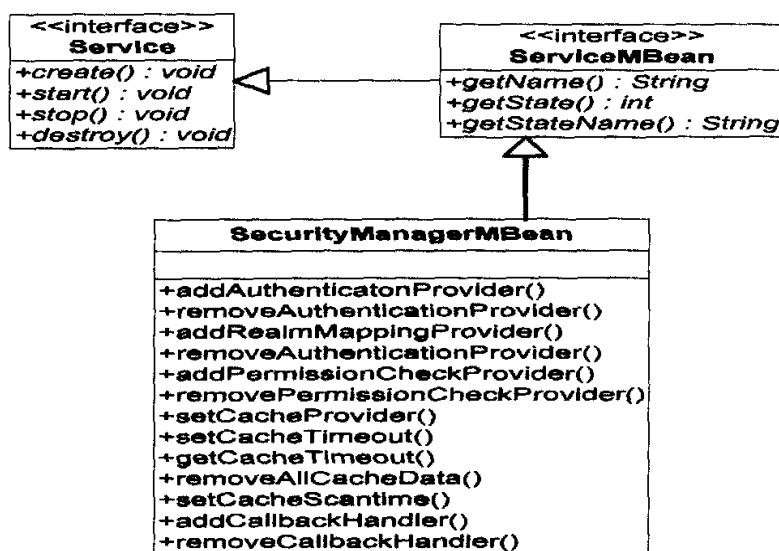 <<interface>>
Service
+create() : void
+start() : void
+stop() : void
+destroy() : void
<<interface>>
ServiceMBean
+getName() : String
+getState() : int
+getStateName() : String
SecurityManagerMBean
+addAuthenticatonProvider()
+removeAuthenticationProvider()
+addRealmMappingProvider()
+removeAuthenticationProvider()
+addPermissionCheckProvider()
+removePermissionCheckProvider()
+setCacheProvider()
+setCacheTimeout()
+getCacheTimeout()
+removeAllCacheData()
+setCacheScantime()
+addCallbackHandler()
+removeCallbackHandler()